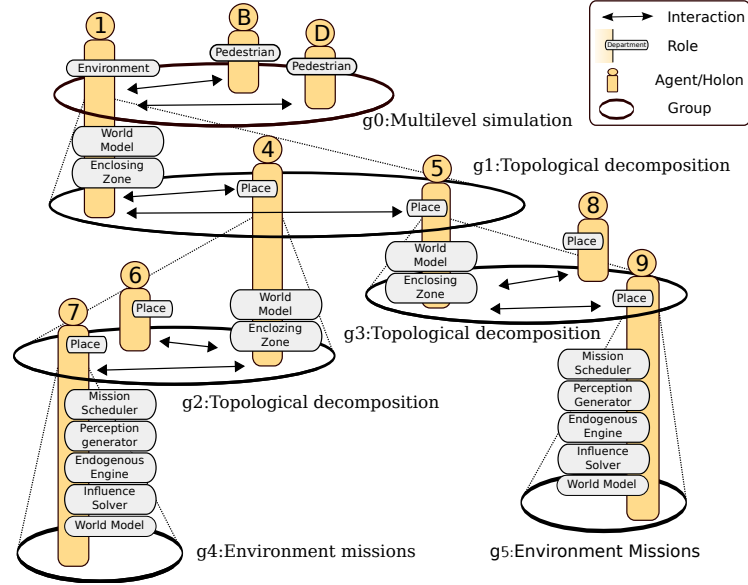 1
B
D
Environment
Pedestrian
Pedestrian
Interaction
Department
Role
Agent/Holon
Group
g0:Multilevel simulation
World
Model
Enclosing
Zone
4
Place
5
Place
g1:Topological decomposition
World
Model
Enclosing
Zone
8
Place
9
Place
g3:Topological decomposition
6
Place
7
Place
World
Model
Enclozing
Zone
g2:Topological decomposition
Mission
Scheduler
Perception
generator
Endogenous
Engine
Influence
Solver
World Model
g4:Environment missions
Mission
Scheduler
Perception
Generator
Endogenous
Engine
Influence
Solver
World Model
g5:Environment Missions